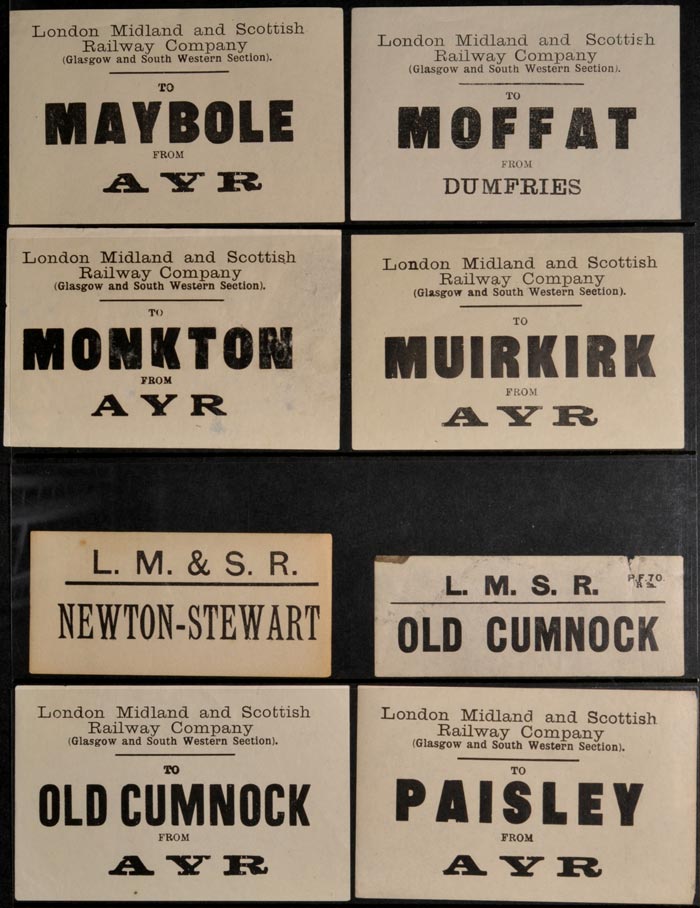 London Midland and Scottish
Railway Company
(Glasgow and South Western Section).
TO
MAYBOLE
FROM
AYR
London Midland and Scottish
Railway Company
(Glasgow and South Western Section).
TO
MOFFAT
FROM
DUMFRIES
London Midland and Scottish
Railway Company
(Glasgow and South Western Section).
TO
MONKTON
FROM
AYR
London Midland and Scottish
Railway Company
(Glasgow and South Western Section).
TO
MUIRKIRK
FROM
AYR
L. M. & S. R.
NEWTON-STEWART
L. M. S. R.
P.F.70.
OLD CUMNOCK
London Midland and Scottish
Railway Company
(Glasgow and South Western Section).
TO
OLD CUMNOCK
FROM
AYR
London Midland and Scottish
Railway Company
(Glasgow and South Western Section).
TO
PAISLEY
FROM
AYR